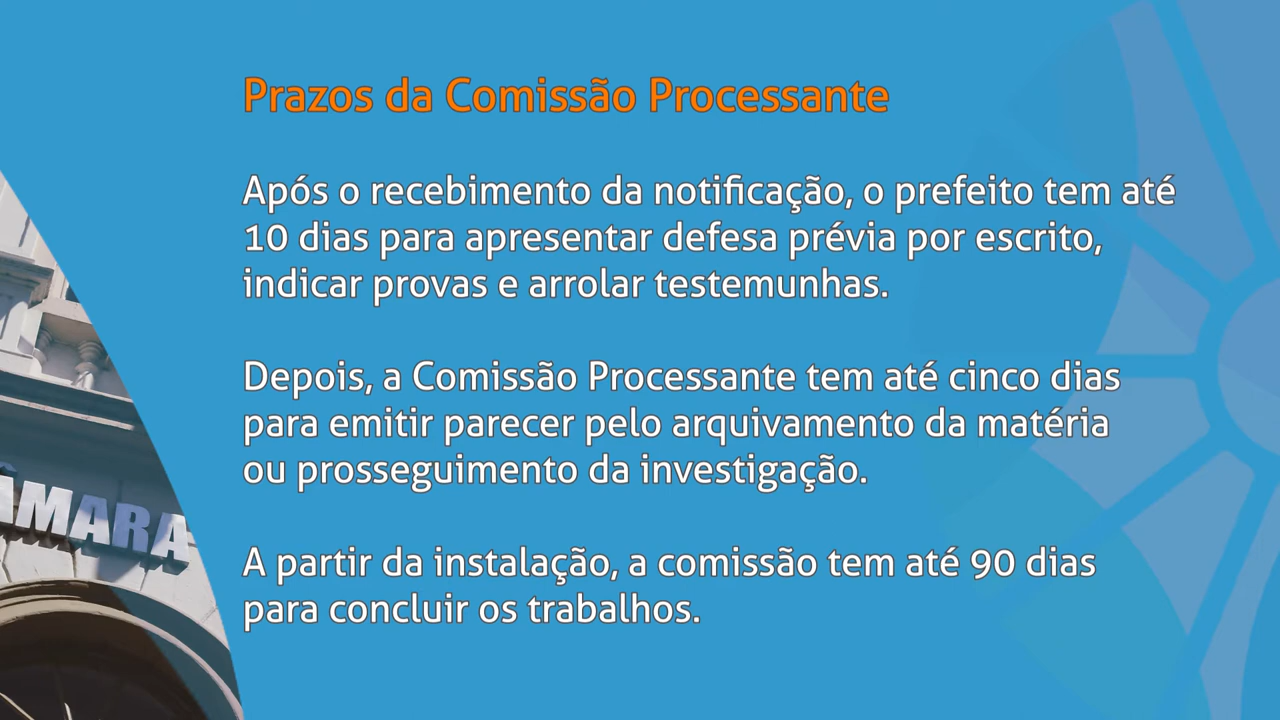 Prazos da Comissão Processante
Após o recebimento da notificação, o prefeito tem até
10 dias para apresentar defesa prévia por escrito,
indicar provas e arrolar testemunhas.
Depois, a Comissão Processante tem até cinco dias
para emitir parecer pelo arquivamento da matéria
ou prosseguimento da investigação.
CÂMARA
A partir da instalação, a comissão tem até 90 dias
para concluir os trabalhos.